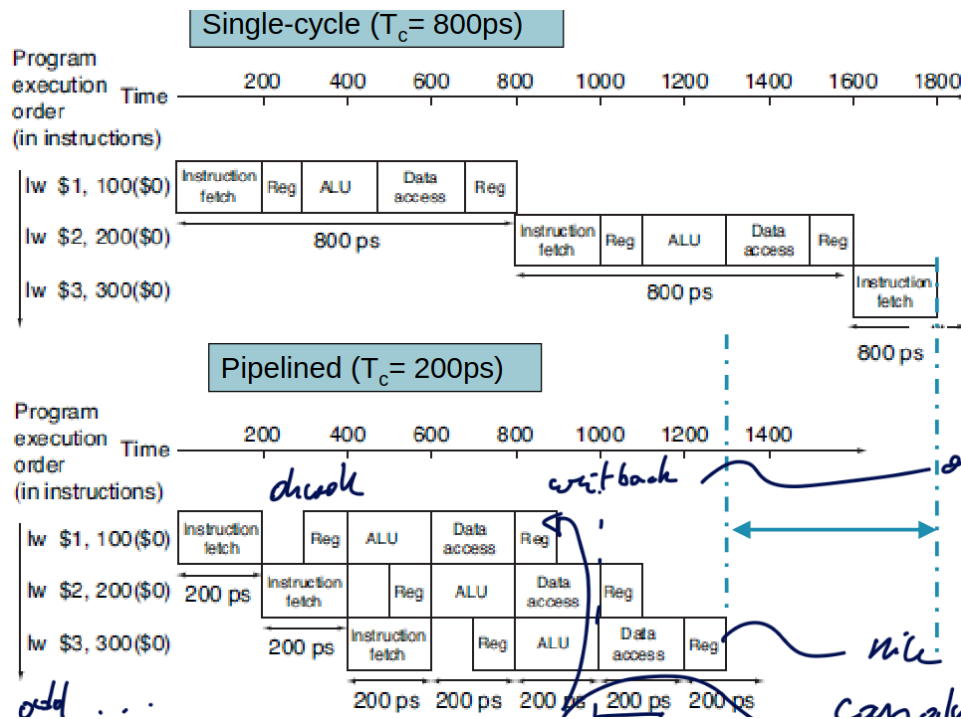 Single-cycle (Tc= 800ps)
Program
execution
order
(in instructions)
Time
200 400 600 800 1000 1200 1400 1600 1800
lw $1, 100($0) Instruction fetch Reg ALU Data access Reg
800 ps
lw $2, 200($0) Instruction fetch Reg ALU Data access Reg
800 ps
lw $3, 300($0) Instruction fetch
800 ps
Pipelined (Tc= 200ps)
Program
execution
order
(in instructions)
Time
200 400 600 800 1000 1200 1400
writback
lw $1, 100($0) Instruction fetch Reg ALU Data access Reg
200 ps
lw $2, 200($0) Instruction fetch Reg ALU Data access Reg
200 ps
lw $3, 300($0) Instruction fetch Reg ALU Data access Reg
200 ps 200 ps 200 ps 200 ps 200 ps
add ....